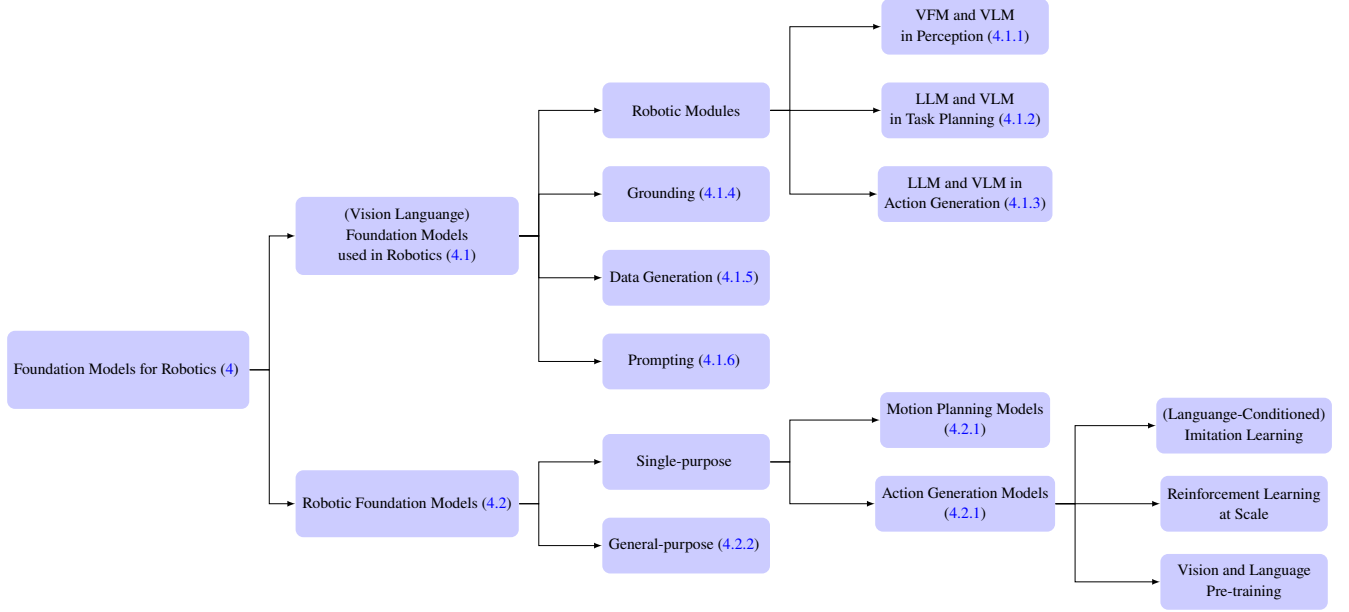 VFM and VLM
in Perception (4.1.1)
Robotic Modules
LLM and VLM
in Task Planning (4.1.2)
Grounding (4.1.4)
LLM and VLM in
Action Generation (4.1.3)
(Vision Languange)
Foundation Models
used in Robotics (4.1)
Data Generation (4.1.5)
Prompting (4.1.6)
Foundation Models for Robotics (4)
Motion Planning Models
(4.2.1)
(Languange-Conditioned)
Imitation Learning
Single-purpose
Robotic Foundation Models (4.2)
Action Generation Models
(4.2.1)
Reinforcement Learning
at Scale
General-purpose (4.2.2)
Vision and Language
Pre-training